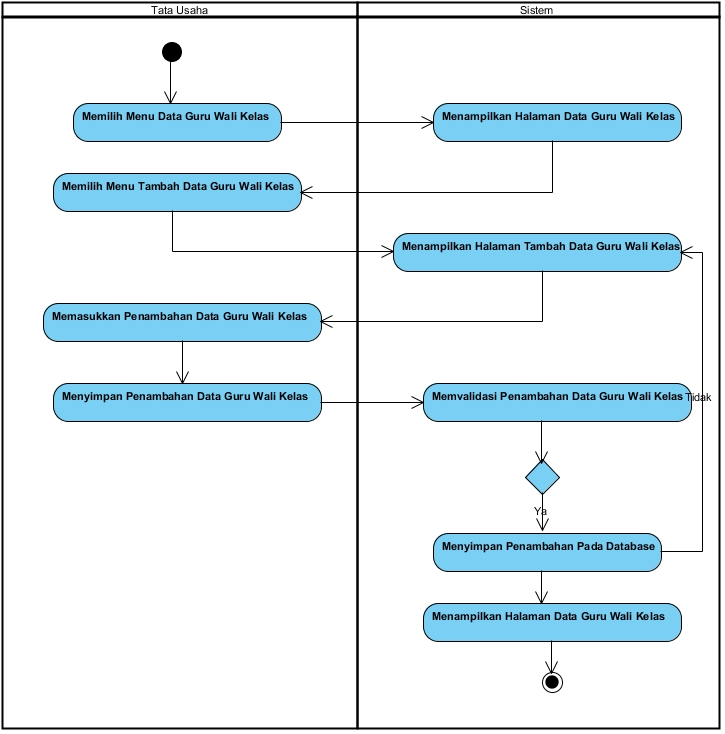 Tata Usaha
Sistem
Memilih Menu Data Guru Wali Kelas
Menampilkan Halaman Data Guru Wali Kelas
Memilih Menu Tambah Data Guru Wali Kelas
Menampilkan Halaman Tambah Data Guru Wali Kelas
Memasukkan Penambahan Data Guru Wali Kelas
Menyimpan Penambahan Data Guru Wali Kelas
Memvalidasi Penambahan Data Guru Wali Kelas
Tidak
Ya
Menyimpan Penambahan Pada Database
Menampilkan Halaman Data Guru Wali Kelas